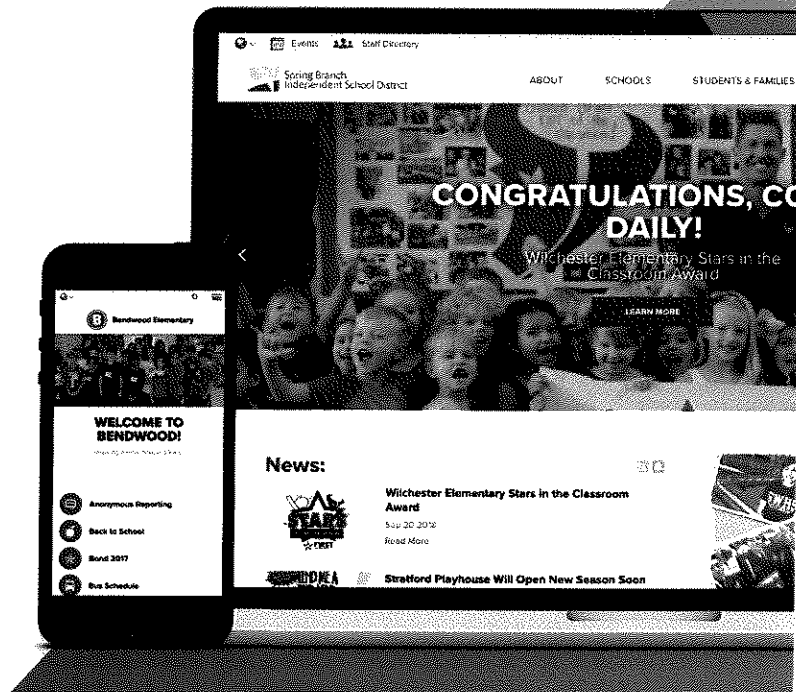 Events
Staff Directory
Spring Branch
Independent School District
ABOUT
SCHOOLS
STUDENTS & FAMILIES
CONGRATULATIONS, CO
DAILY!
Wilchester Elementary Stars in the
Classroom Award
LEARN MORE
News:
Wilchester Elementary Stars in the Classroom
Award
Sep 20 2018
Read More
STARS
FIRST
Stratford Playhouse Will Open New Season Soon
B
Bendwood Elementary
WELCOME TO
BENDWOOD!
Anonymous Reporting
Back to School
Bond 2017
Bus Schedule